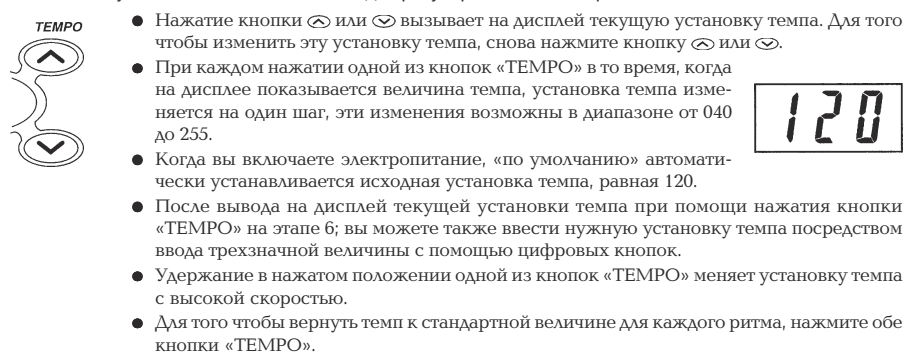 TEMPO
● Нажатие кнопки или вызывает на дисплей текущую установку темпа. Для того
чтобы изменить эту установку темпа, снова нажмите кнопку или .
● При каждом нажатии одной из кнопок «TEMPO» в то время, когда
на дисплее показывается величина темпа, установка темпа изме-
няется на один шаг, эти изменения возможны в диапазоне от 040
до 255.
120
● Когда вы включаете электропитание, «по умолчанию» автомати-
чески устанавливается исходная установка темпа, равная 120.
● После вывода на дисплей текущей установки темпа при помощи нажатия кнопки
«TEMPO» на этапе 6; вы можете также ввести нужную установку темпа посредством
ввода трехзначной величины с помощью цифровых кнопок.
● Удержание в нажатом положении одной из кнопок «TEMPO» меняет установку темпа
с высокой скоростью.
● Для того чтобы вернуть темп к стандартной величине для каждого ритма, нажмите обе
кнопки «TEMPO».